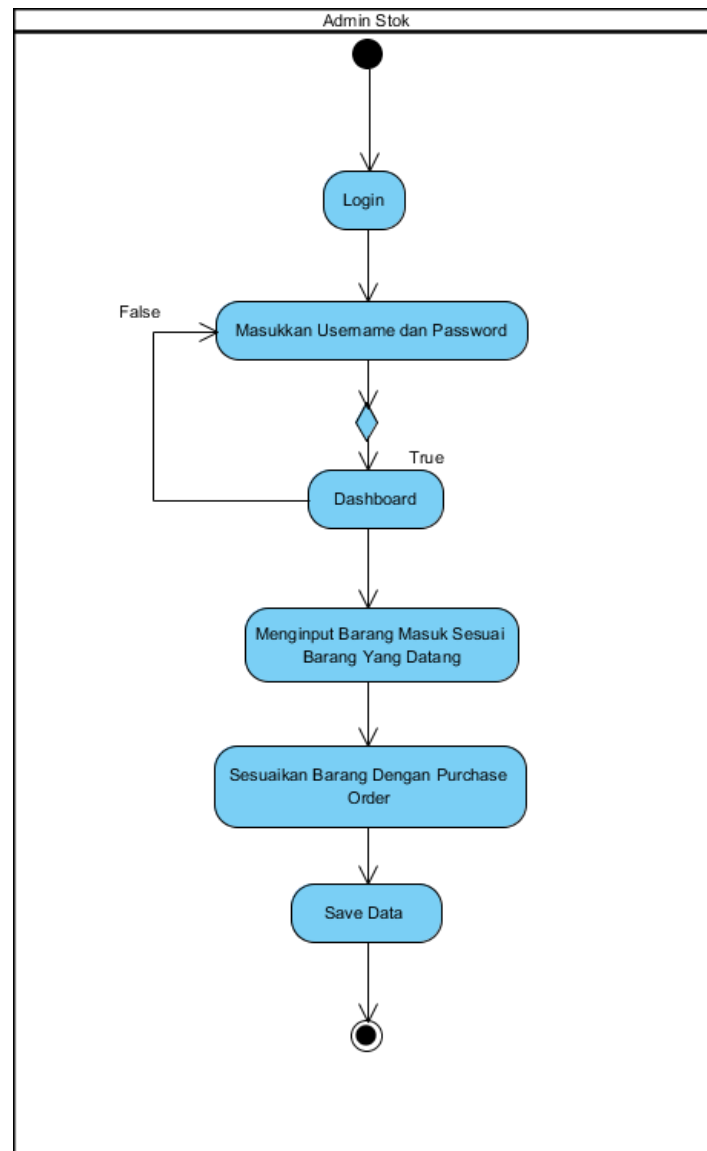 Admin Stok
Login
False
Masukkan Username dan Password
True
Dashboard
Menginput Barang Masuk Sesuai
Barang Yang Datang
Sesuaikan Barang Dengan Purchase
Order
Save Data